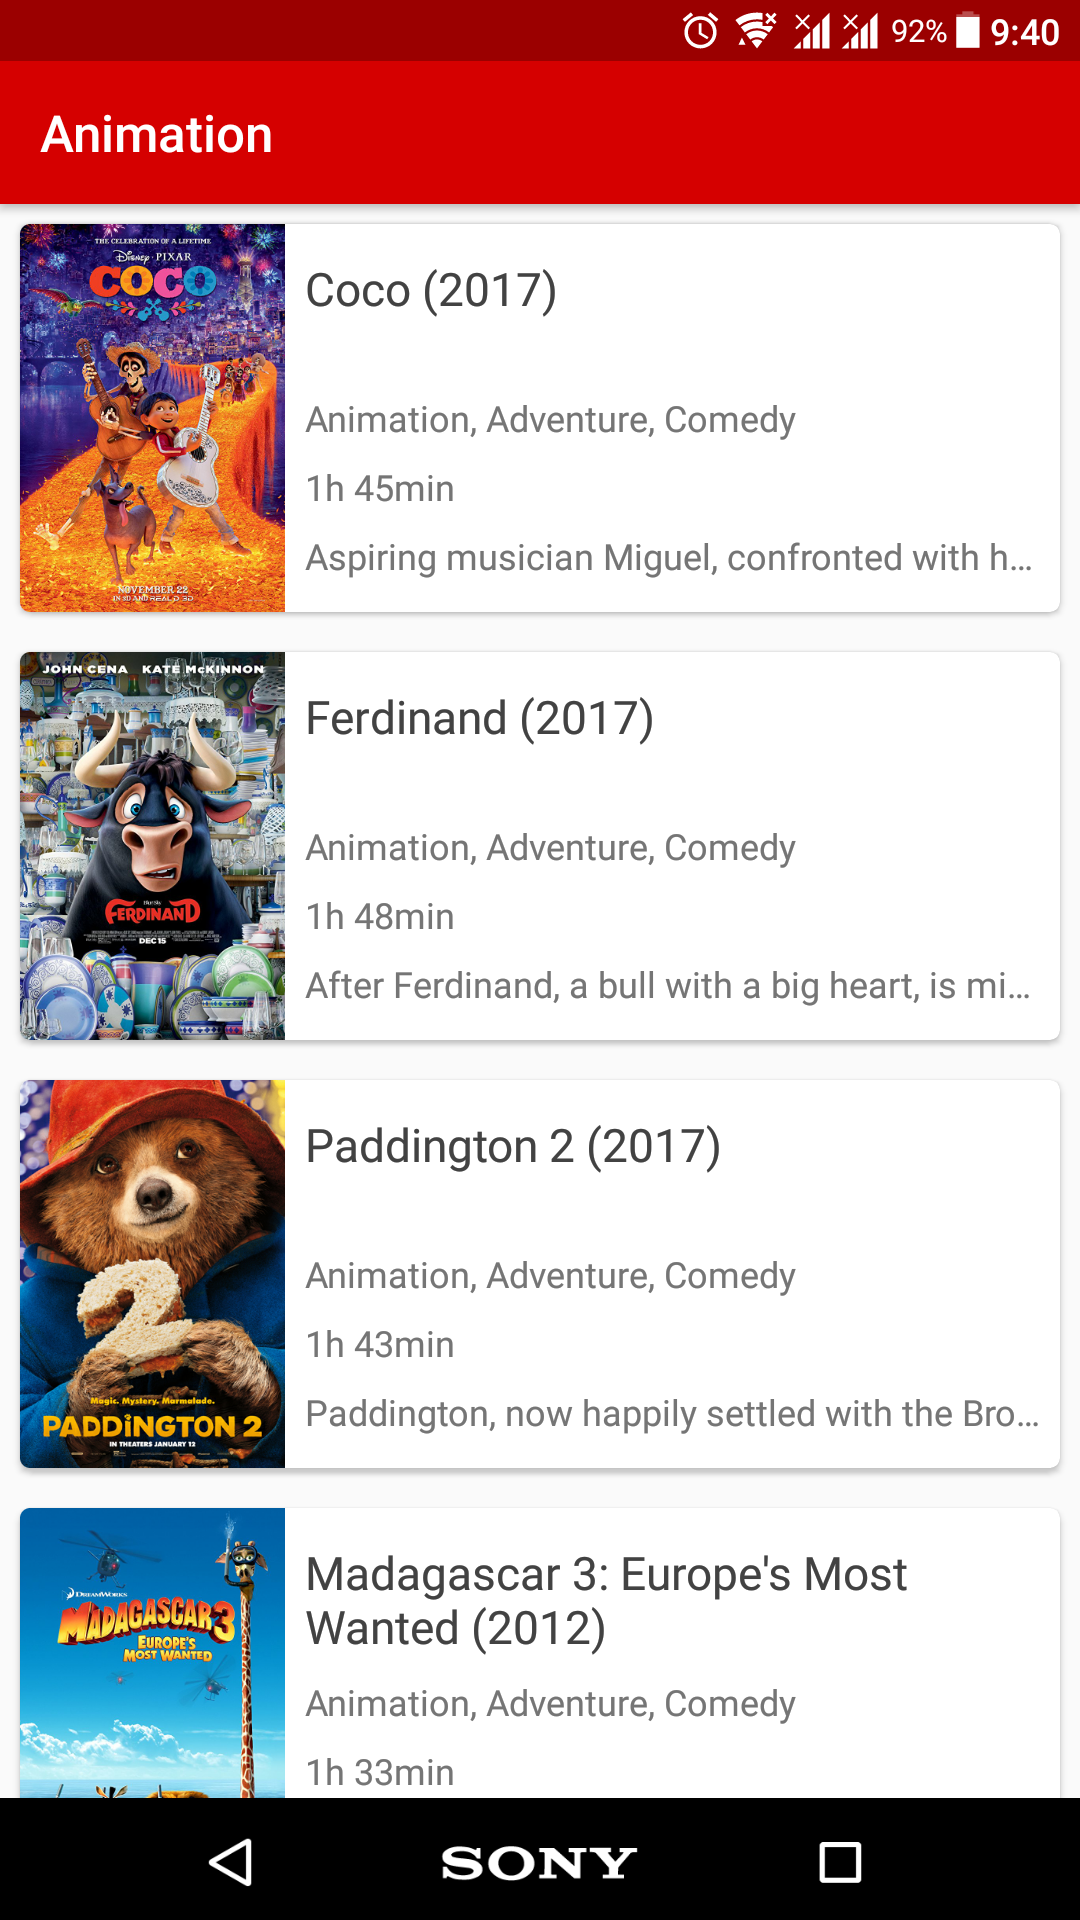 92% 9:40
Animation
THE CELEBRATION OF A LIFETIME
Disney · PIXAR
COCO
NOVEMBER 22
IN 3D AND REAL D 3D
Coco (2017)
Animation, Adventure, Comedy
1h 45min
Aspiring musician Miguel, confronted with h...
JOHN CENA KATE McKINNON
FERDINAND
DEC 15
Ferdinand (2017)
Animation, Adventure, Comedy
1h 48min
After Ferdinand, a bull with a big heart, is mi...
2
Magic. Mystery. Marmalade.
PADDINGTON 2
IN THEATERS JANUARY 12
Paddington 2 (2017)
Animation, Adventure, Comedy
1h 43min
Paddington, now happily settled with the Bro...
DREAMWORKS
MADAGASCAR 3
EUROPE'S
MOST WANTED
Madagascar 3: Europe's Most
Wanted (2012)
Animation, Adventure, Comedy
1h 33min
SONY